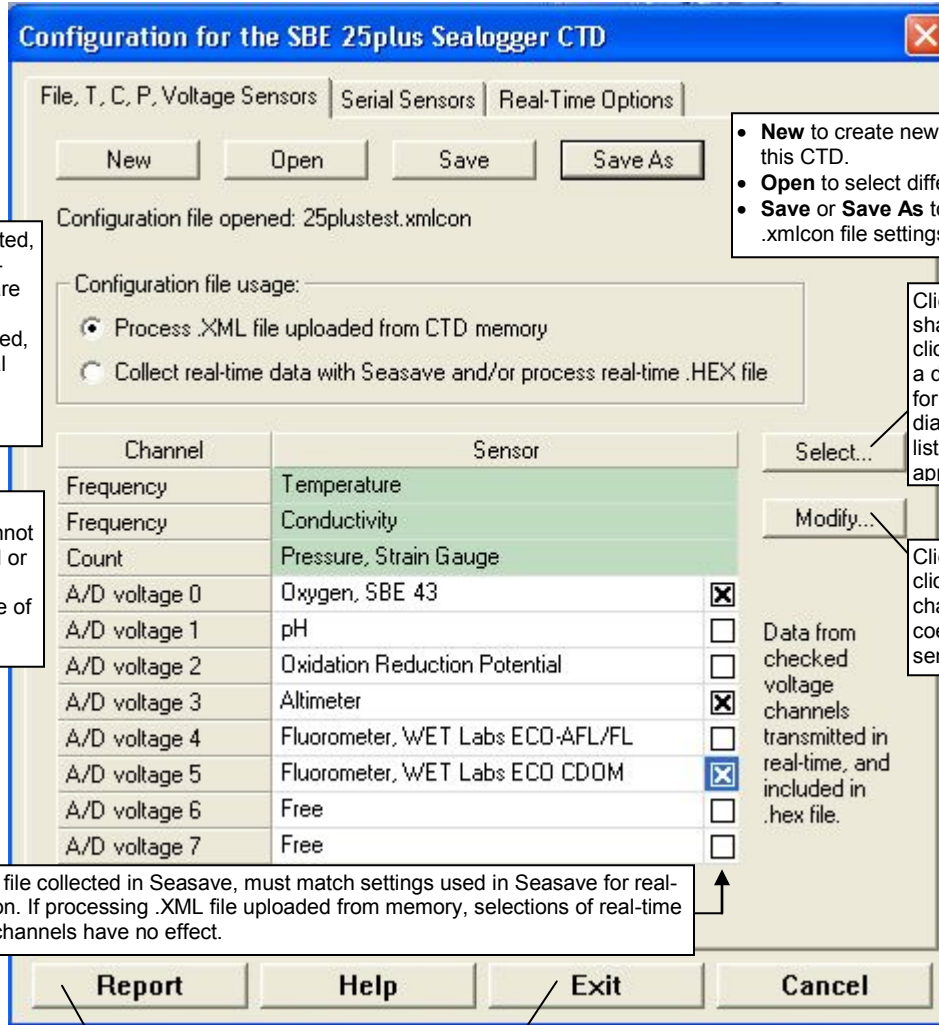 Configuration for the SBE 25plus Sealogger CTD
File, T, C, P, Voltage Sensors
Serial Sensors
Real-Time Options
New
Open
Save
Save As
• New to create new
this CTD.
• Open to select
• Save or Save As
.xmlcon file
Configuration file opened: 25plustest.xmlcon
Configuration file usage:
Process .XML file uploaded from CTD memory
Collect real-time data with Seasave and/or process real-time .HEX file
Channel Sensor
Frequency Temperature
Frequency Conductivity
Count Pressure, Strain Gauge
A/D voltage 0 Oxygen, SBE 43
A/D voltage 1 pH
A/D voltage 2 Oxidation Reduction Potential
A/D voltage 3 Altimeter
A/D voltage 4 Fluorometer, WET Labs ECO-AFL/FL
A/D voltage 5 Fluorometer, WET Labs ECO CDOM
A/D voltage 6 Free
A/D voltage 7 Free
Select...
Modify...
a
for
list
or
of
Data from
checked
voltage
channels
transmitted in
real-time, and
included in
.hex file.
file collected in Seasave, must match settings used in Seasave for real-
If processing .XML file uploaded from memory, selections of real-time
channels have no effect.
Report
Help
Exit
Cancel